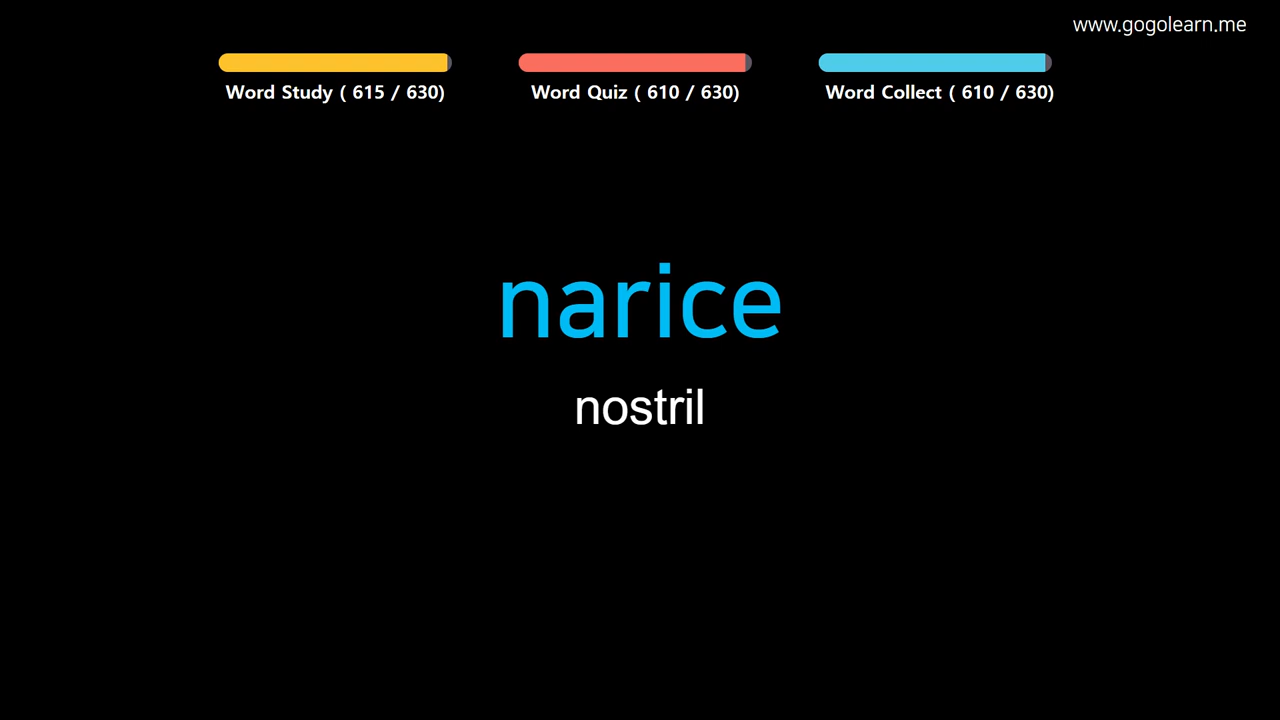 www.gogolearn.me
Word Study ( 615 / 630)
Word Quiz ( 610 / 630)
Word Collect ( 610 / 630)
narice
nostril